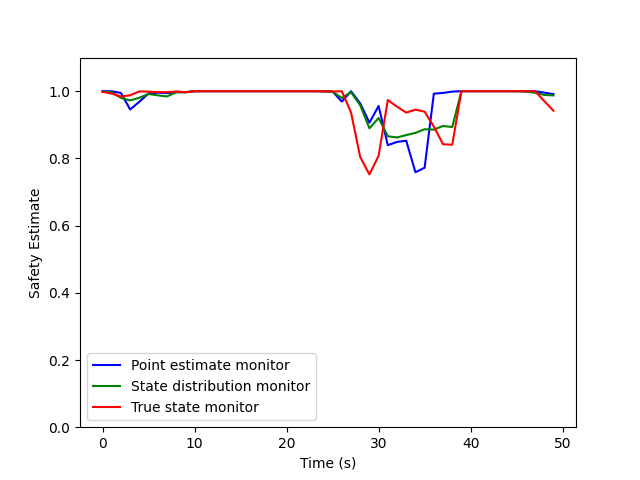 1.0
0.8
0.6
0.4
0.2
0.0
Safety Estimate
Point estimate monitor
State distribution monitor
True state monitor
0 10 20 30 40 50
Time (s)